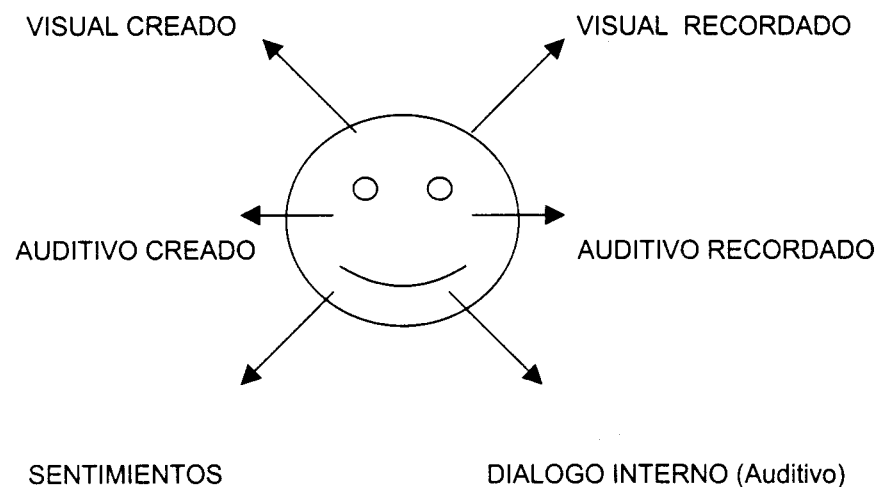 VISUAL CREADO
VISUAL RECORDADO
AUDITIVO CREADO
AUDITIVO RECORDADO
SENTIMIENTOS
DIALOGO INTERNO (Auditivo)